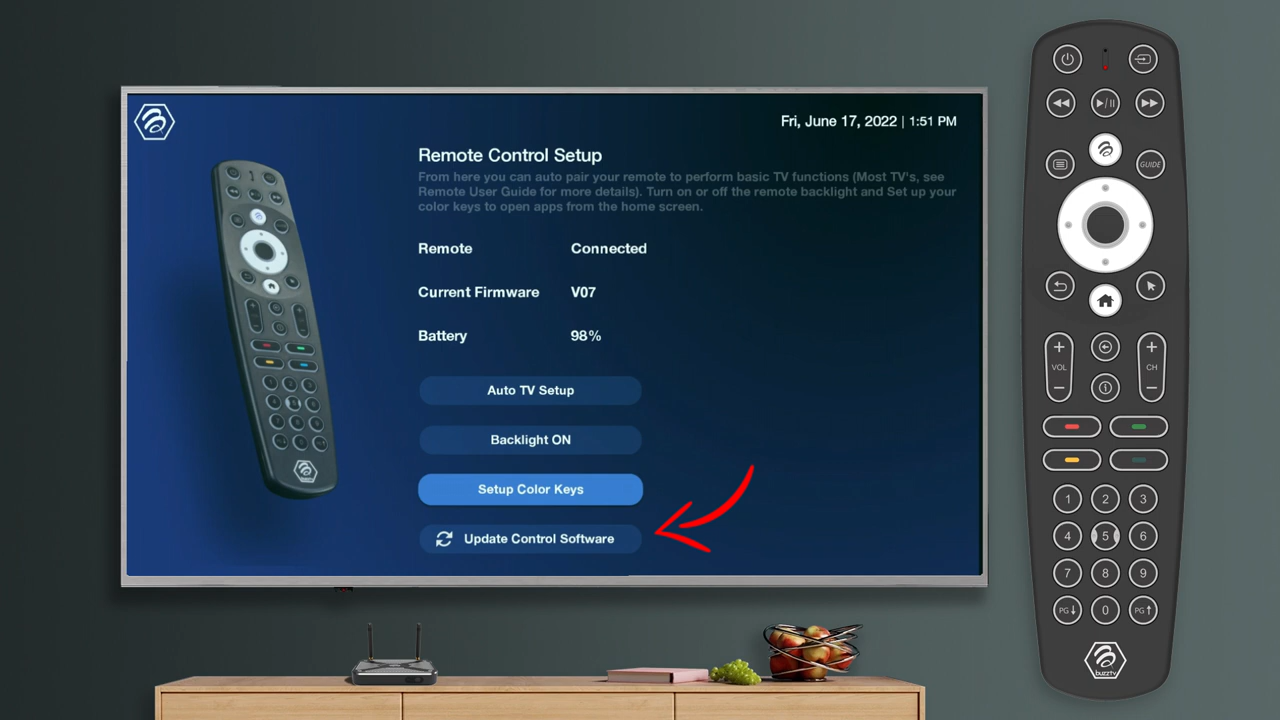 Fri, June 17, 2022 | 1:51 PM
Remote Control Setup
From here you can auto pair your remote to perform basic TV functions (Most TV's, see
Remote User Guide for more details). Turn on or off the remote backlight and Set up your
color keys to open apps from the home screen.
Remote Connected
Current Firmware V07
Battery 98%
Auto TV Setup
Backlight ON
Setup Color Keys
Update Control Software
GUIDE
VOL
CH
1 2 3
4 5 6
7 8 9
PG↓ 0 PG↑
buzztv